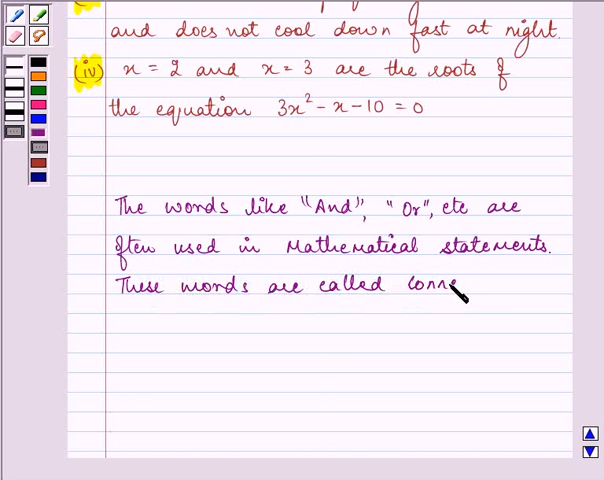 and does not cool down fast at night.
(iv) x = 2 and x = 3 are the roots of
the equation 3x² - x - 10 = 0
The words like "And", "Or", etc are
often used in Mathematical statements.
These words are called conne